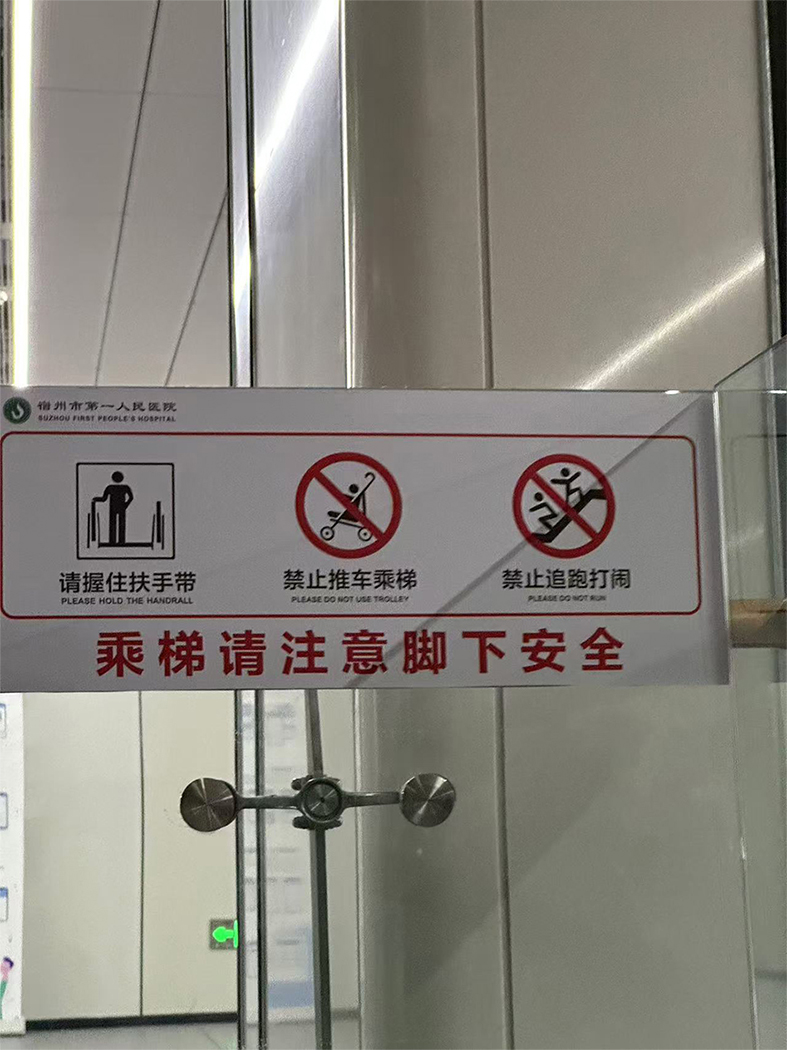 宿州市第一人民医院
SUZHOU FIRST PEOPLE'S HOSPITAL
请握住扶手带
PLEASE HOLD THE HANDRALL
禁止推车乘梯
PLEASE DO NOT USE TROLLEY
禁止追跑打闹
PLEASE DO NOT RUN
乘梯请注意脚下安全